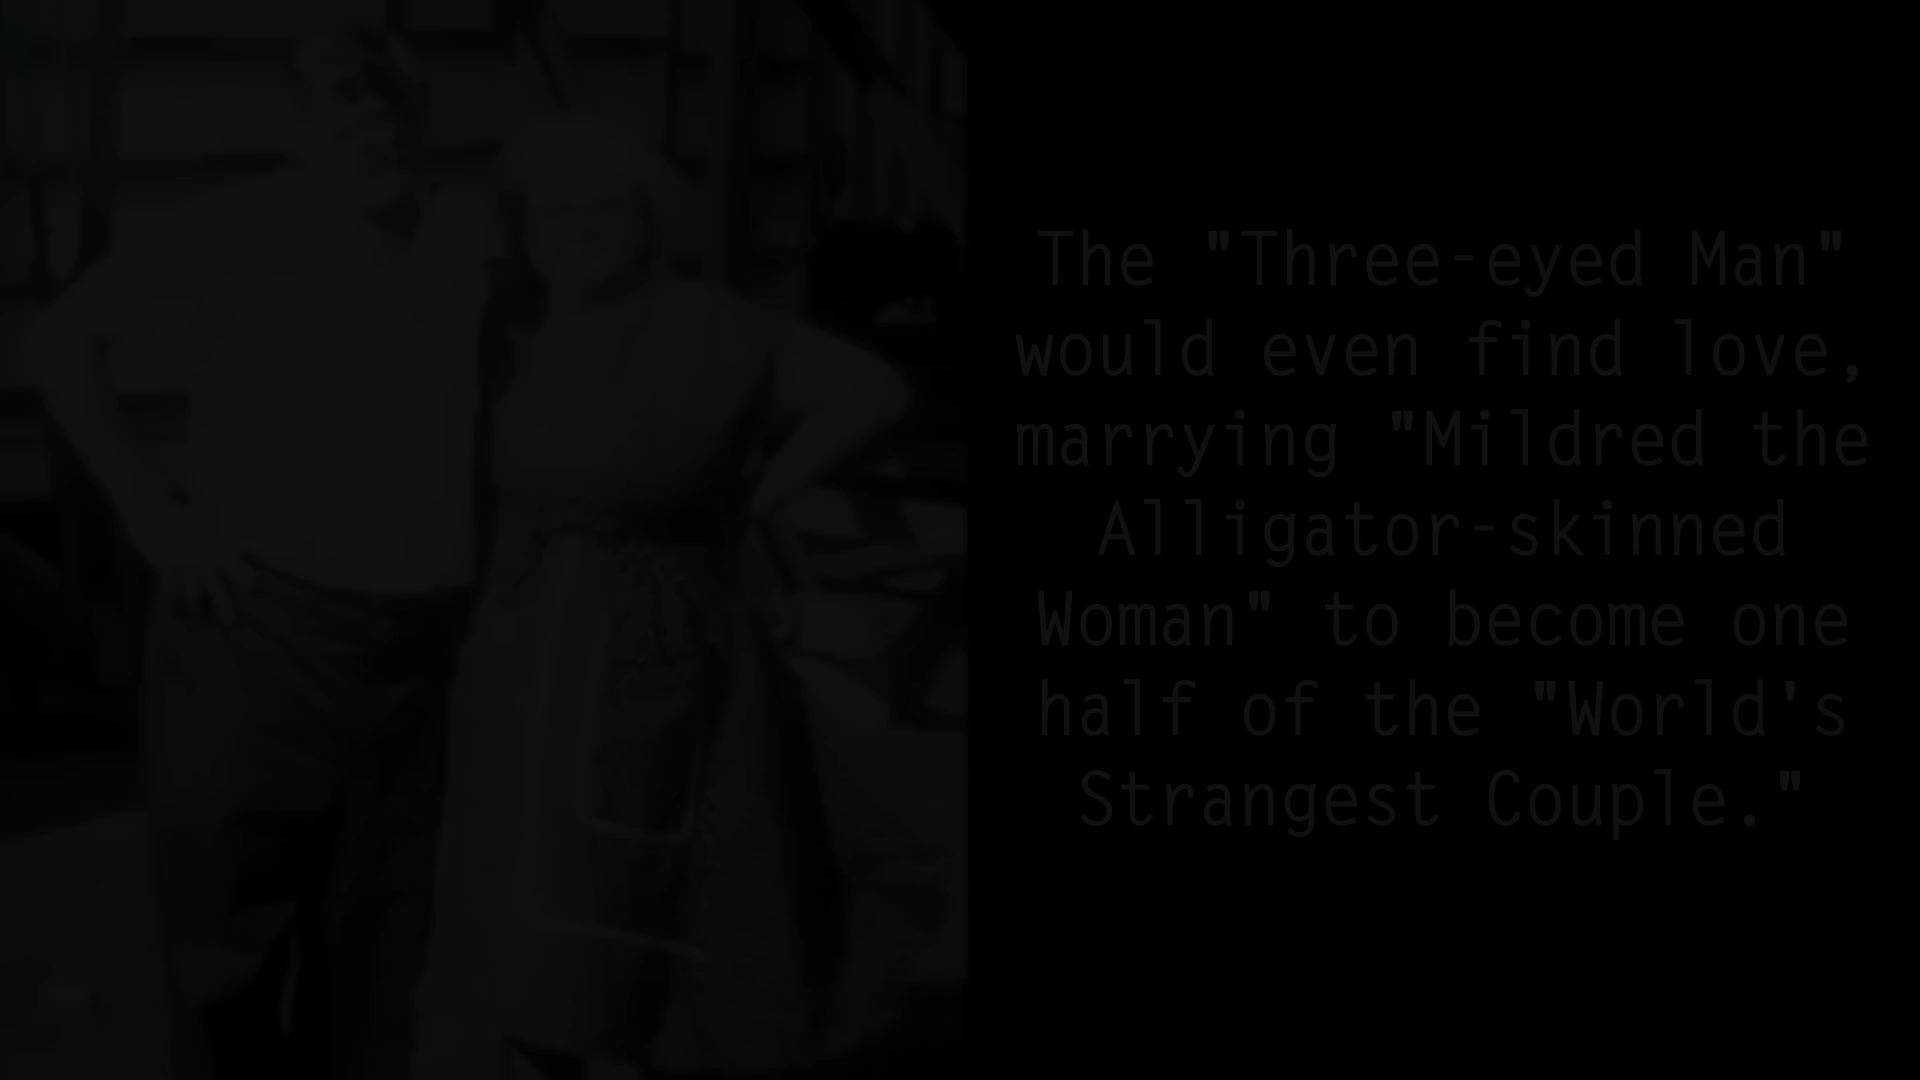 The "Three-eyed Man"
would even find love,
marrying "Mildred the
Alligator-skinned
Woman" to become one
half of the "World's
Strangest Couple."